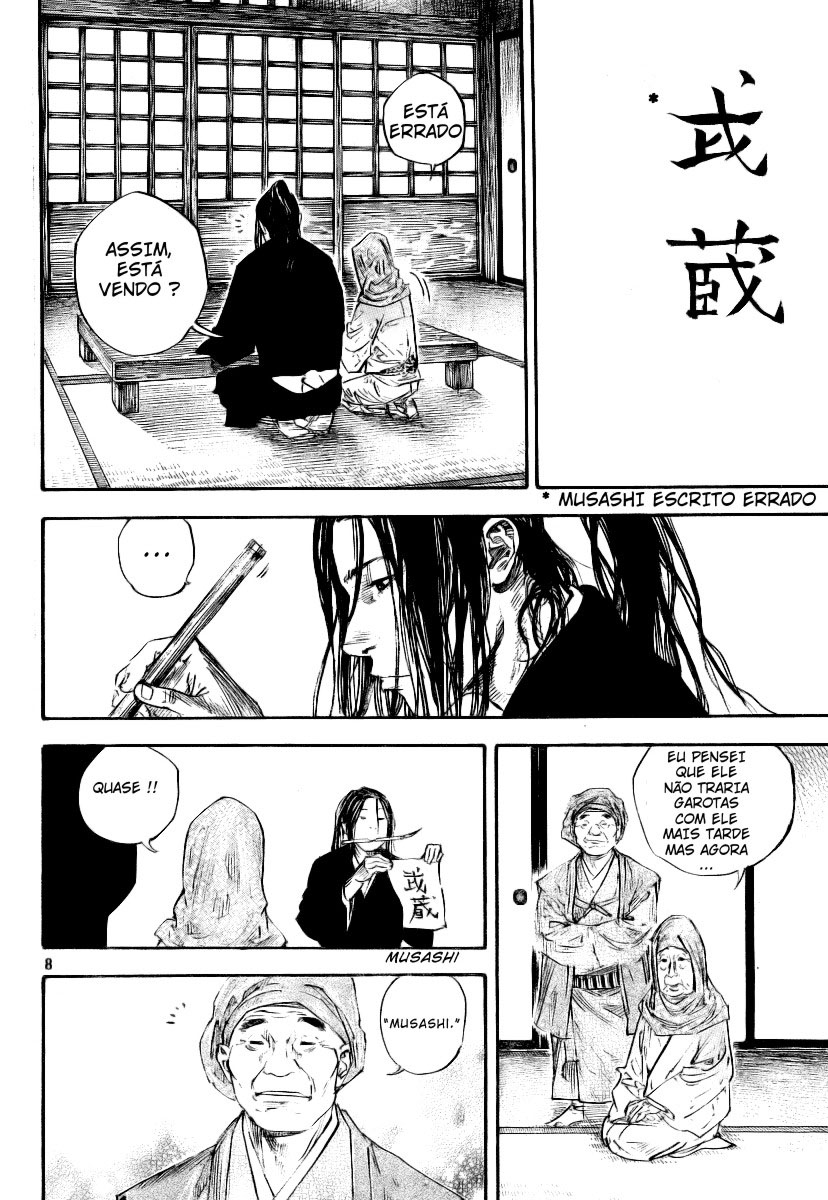 *
武
蔵
* MUSASHI ESCRITO ERRADO
ESTÁ
ERRADO
ASSIM,
ESTÁ
VENDO ?
...
EU PENSEI
QUE ELE
NÃO TRARIA
GAROTAS
COM ELE
MAIS TARDE
MAS AGORA
...
QUASE !!
武
蔵
MUSASHI
8
"MUSASHI."